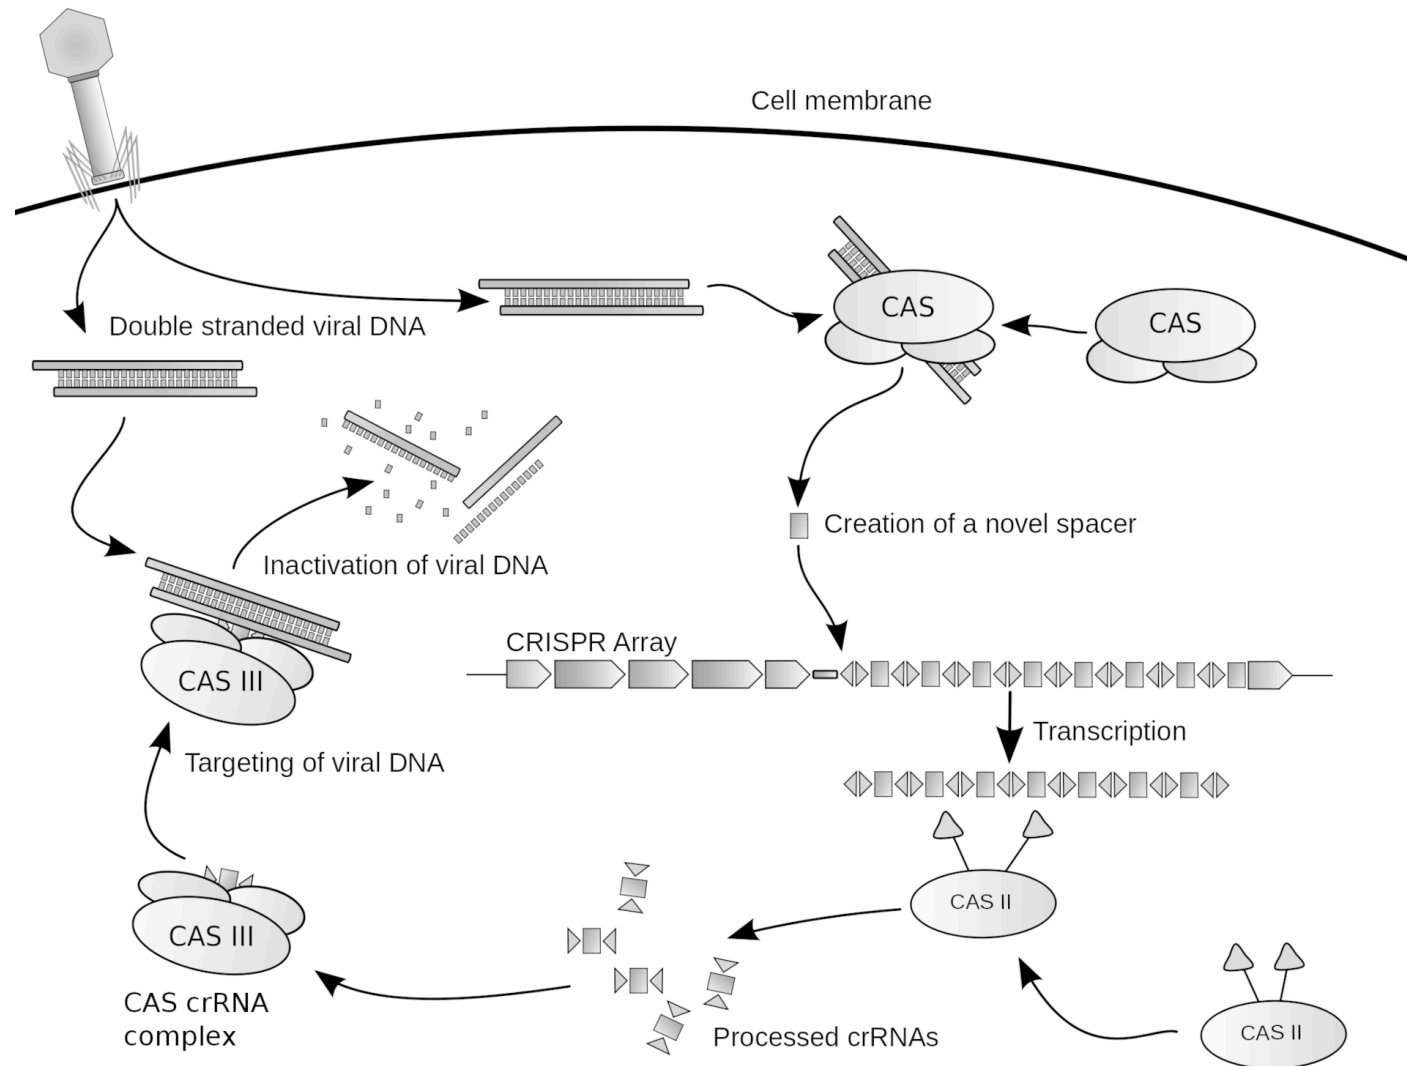 Cell membrane
Double stranded viral DNA
CAS
CAS
Creation of a novel spacer
Inactivation of viral DNA
CRISPR Array
CAS III
Transcription
Targeting of viral DNA
CAS II
CAS III
CAS crRNA
complex
Processed crRNAs
CAS II